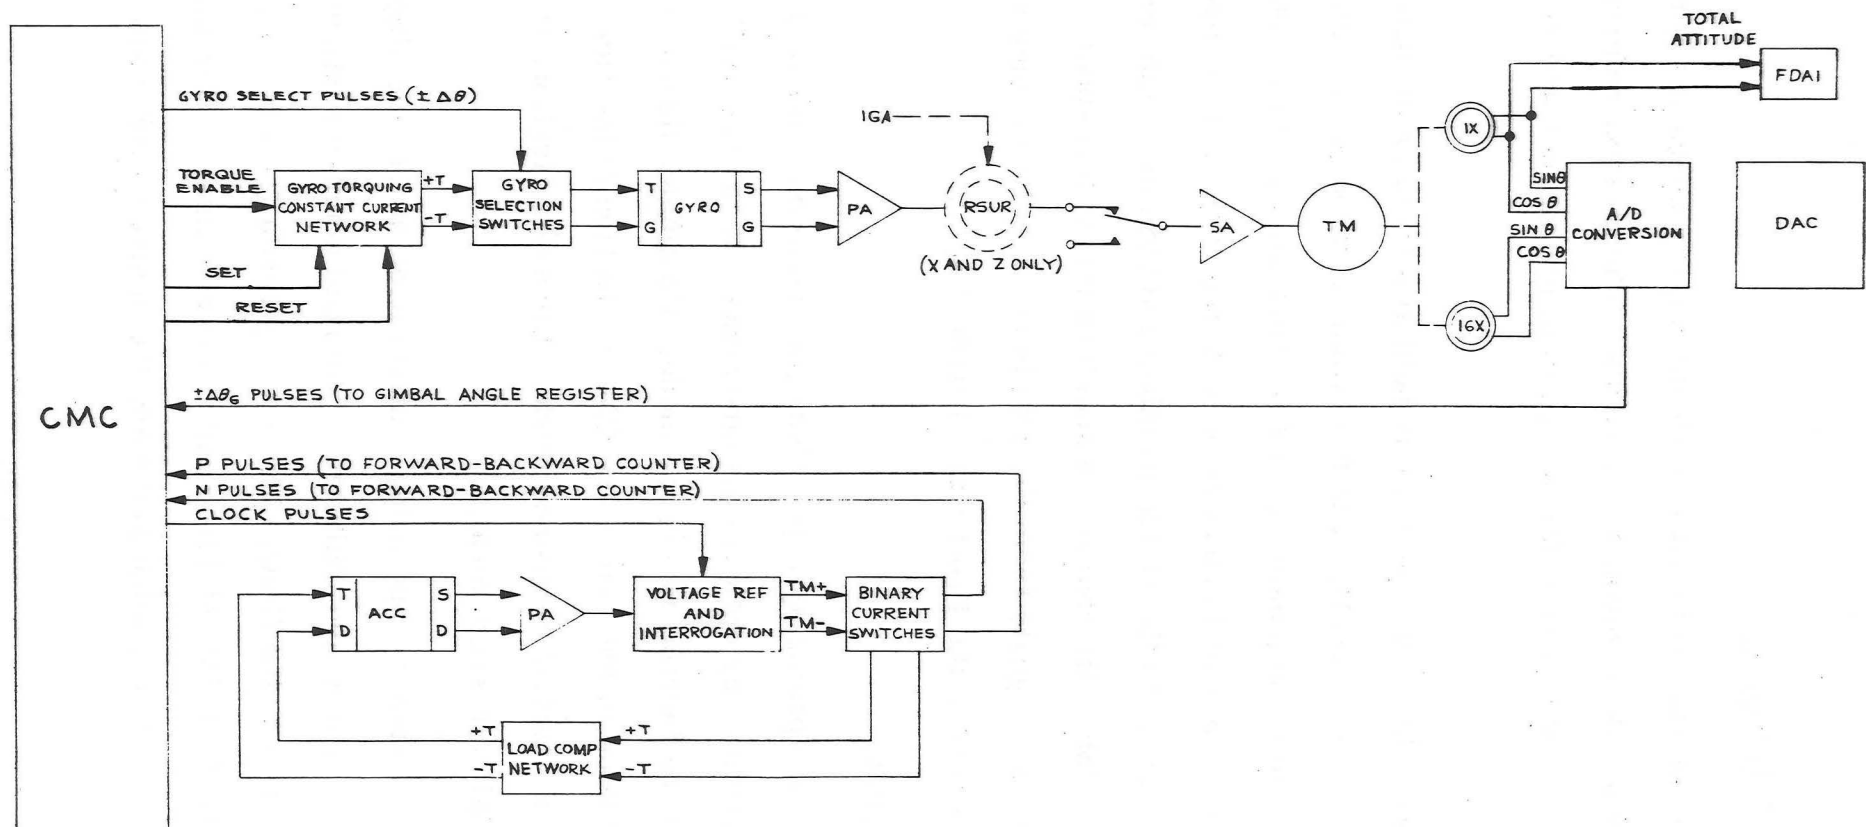 TOTAL
ATTITUDE
FDAI
GYRO SELECT PULSES (± Δθ)
IGA
1X
TORQUE
ENABLE
GYRO TORQUING
CONSTANT CURRENT
NETWORK
+T
-T
GYRO
SELECTION
SWITCHES
T
G
GYRO
S
G
PA
RSUR
(X AND Z ONLY)
SA
TM
SINθ
COS θ
SIN θ
COS θ
A/D
CONVERSION
DAC
SET
RESET
16X
±ΔθG PULSES (TO GIMBAL ANGLE REGISTER)
CMC
P PULSES (TO FORWARD-BACKWARD COUNTER)
N PULSES (TO FORWARD-BACKWARD COUNTER)
CLOCK PULSES
T
D
ACC
S
D
PA
VOLTAGE REF
AND
INTERROGATION
TM+
TM-
BINARY
CURRENT
SWITCHES
+T
-T
LOAD COMP
NETWORK
+T
-T